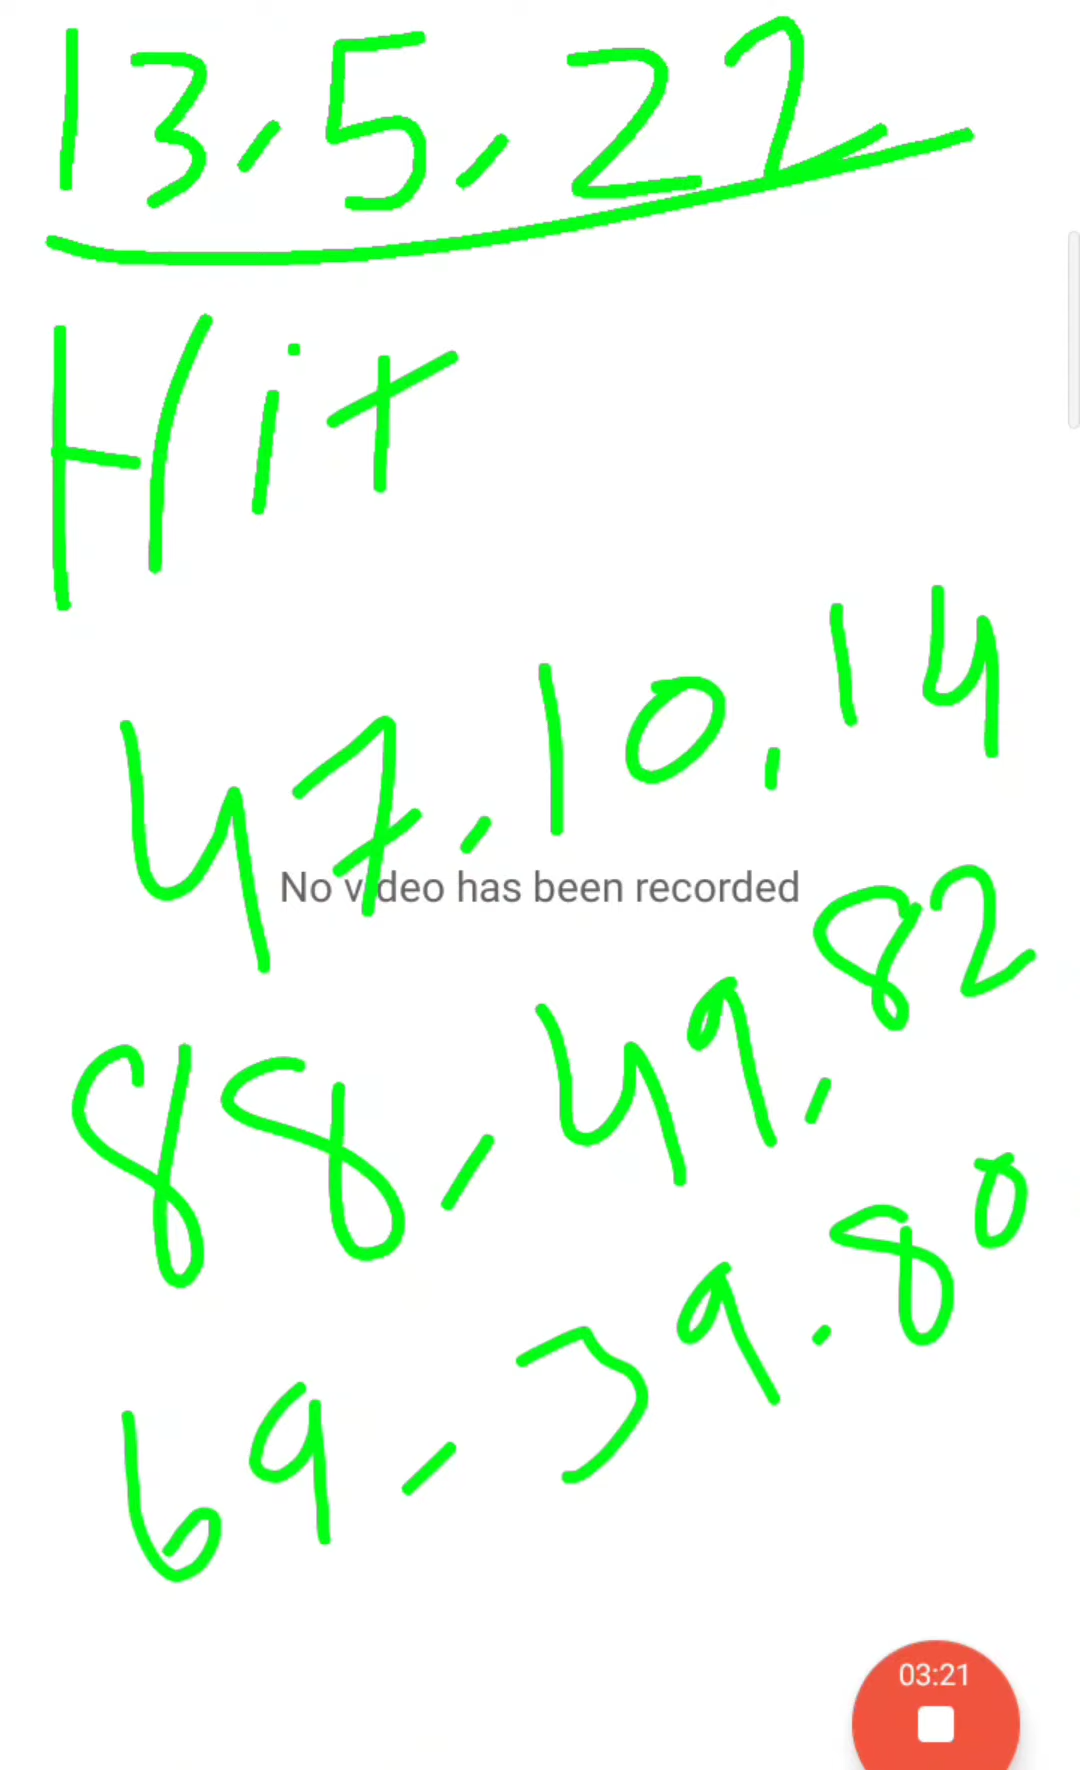 13,5,22
Hit
47,10,14
No video has been recorded
88,49,82
69,39.80
03:21